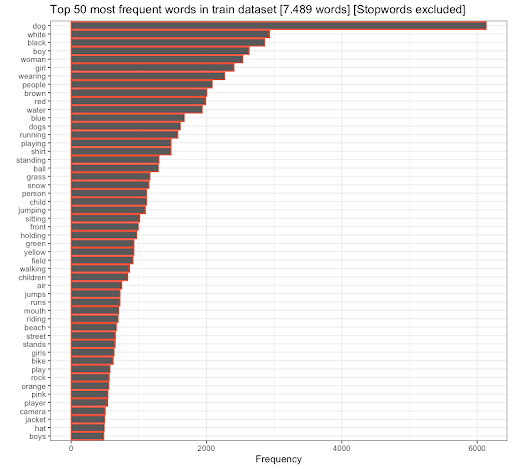 Top 50 most frequent words in train dataset [7.489 words] [Stopwords excluded]
dog
white
black
boy
woman
girl
wearing
people
brown
red
water
blue
dogs
running
playing
shirt
standing
ball
grass
snow
person
child
jumping
sitting
front
holding
green
yellow
field
walking
children
air
jumps
runs
mouth
riding
beach
street
stands
girls
bike
play
rock
orange
pink
player
camera
jacket
hat
boys
0 2000 4000 6000
Frequency